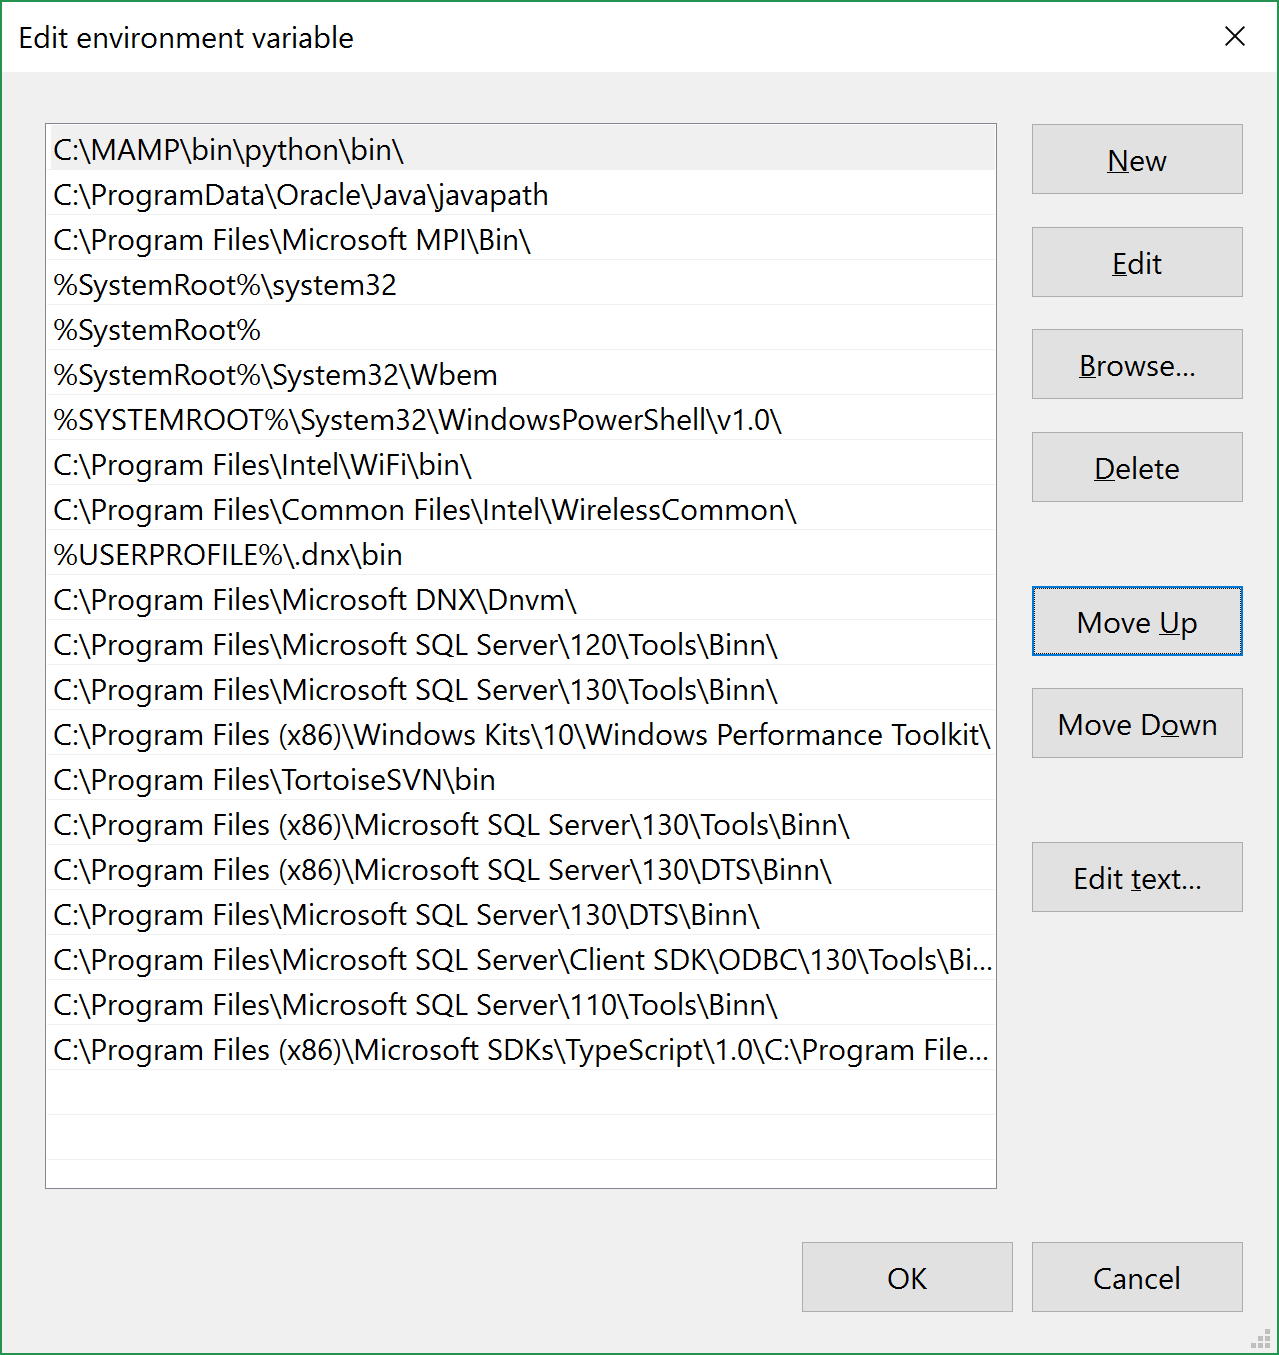 Edit environment variable
C:\MAMP\bin\python\bin\
C:\ProgramData\Oracle\Java\javapath
C:\Program Files\Microsoft MPI\Bin\
%SystemRoot%\system32
%SystemRoot%
%SystemRoot%\System32\Wbem
%SYSTEMROOT%\System32\WindowsPowerShell\v1.0\
C:\Program Files\Intel\WiFi\bin\
C:\Program Files\Common Files\Intel\WirelessCommon\
%USERPROFILE%\.dnx\bin
C:\Program Files\Microsoft DNX\Dnvm\
C:\Program Files\Microsoft SQL Server\120\Tools\Binn\
C:\Program Files\Microsoft SQL Server\130\Tools\Binn\
C:\Program Files (x86)\Windows Kits\10\Windows Performance Toolkit\
C:\Program Files\TortoiseSVN\bin
C:\Program Files (x86)\Microsoft SQL Server\130\Tools\Binn\
C:\Program Files (x86)\Microsoft SQL Server\130\DTS\Binn\
C:\Program Files\Microsoft SQL Server\130\DTS\Binn\
C:\Program Files\Microsoft SQL Server\Client SDK\ODBC\130\Tools\Bi...
C:\Program Files\Microsoft SQL Server\110\Tools\Binn\
C:\Program Files (x86)\Microsoft SDKs\TypeScript\1.0\C:\Program File...
New
Edit
Browse...
Delete
Move Up
Move Down
Edit text...
OK
Cancel